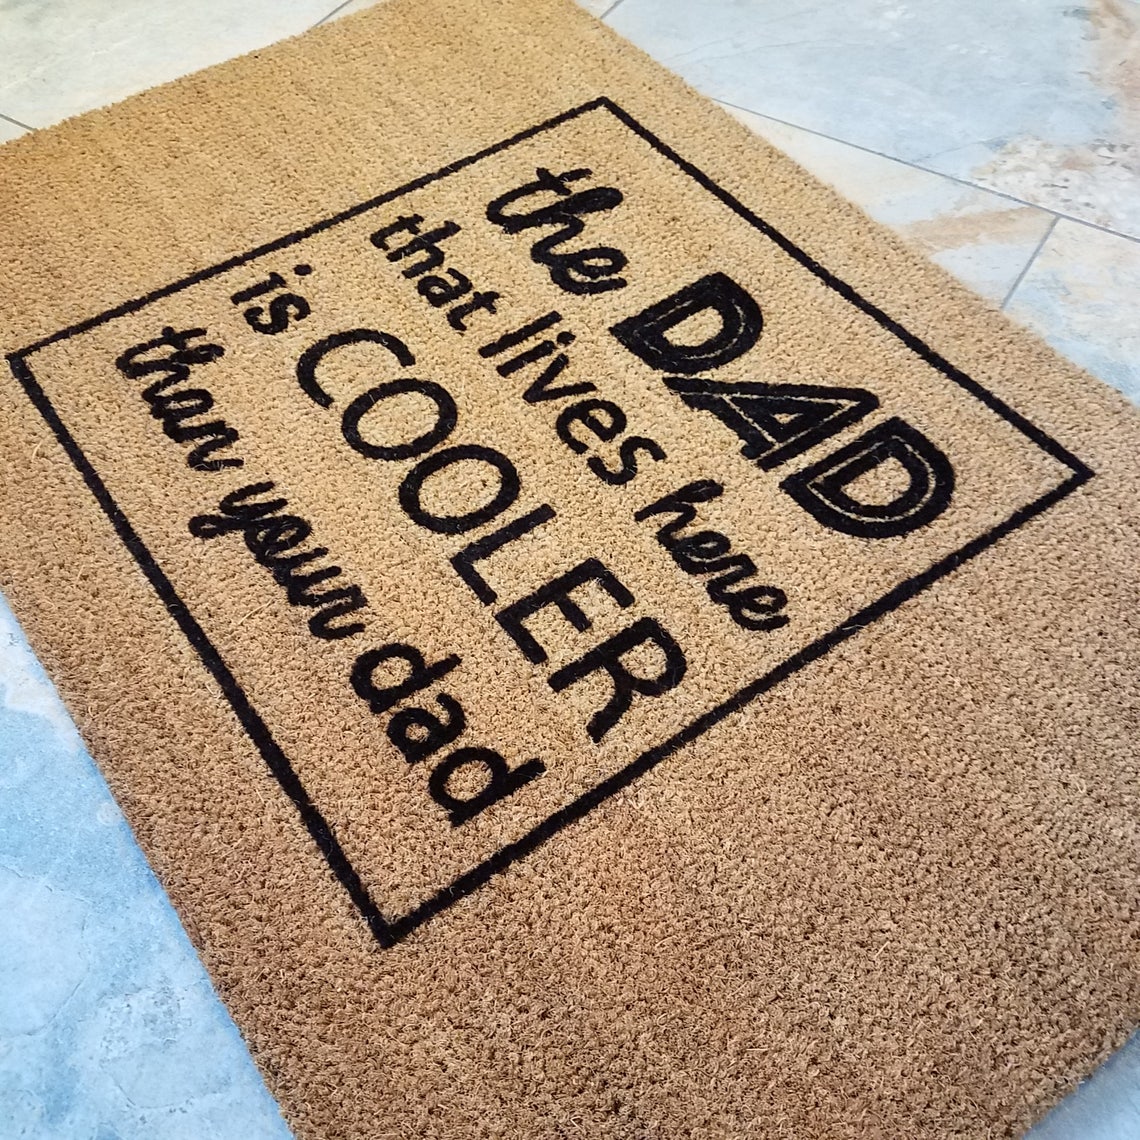 the DAD
that lives here
is COOLER
than your dad